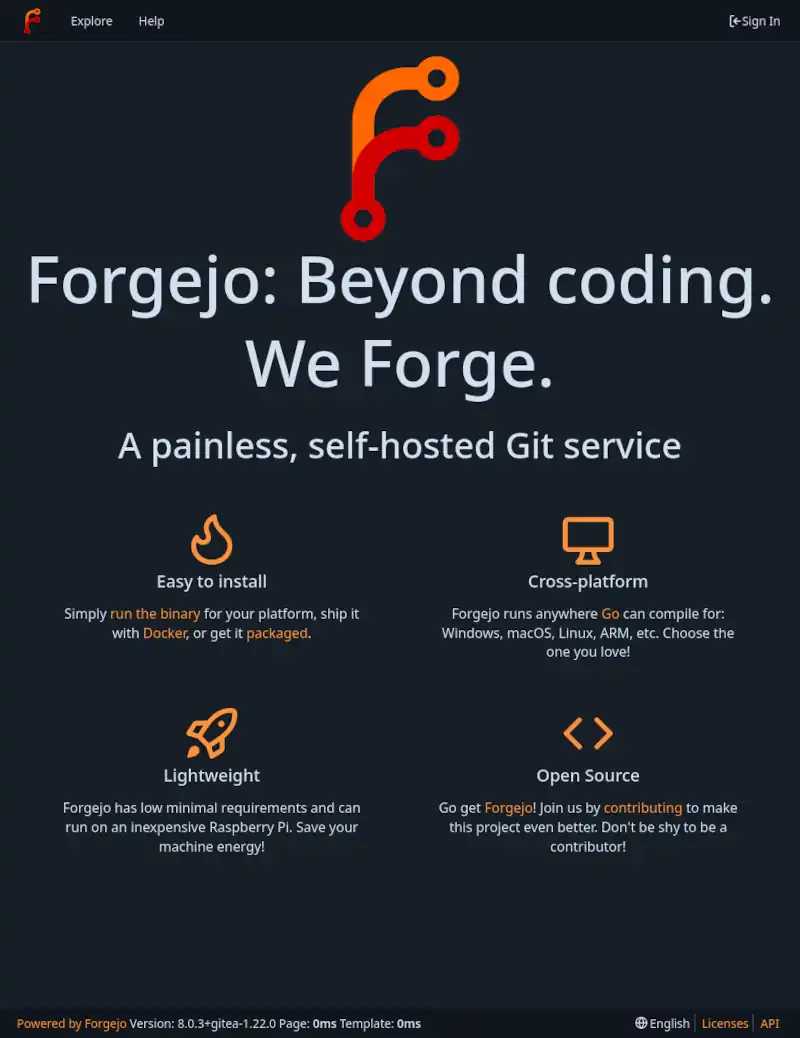 Explore Help Sign In
Forgejo: Beyond coding.
We Forge.
A painless, self-hosted Git service
Easy to install
Simply run the binary for your platform, ship it
with Docker, or get it packaged.
Cross-platform
Forgejo runs anywhere Go can compile for:
Windows, macOS, Linux, ARM, etc. Choose the
one you love!
Lightweight
Forgejo has low minimal requirements and can
run on an inexpensive Raspberry Pi. Save your
machine energy!
Open Source
Go get Forgejo! Join us by contributing to make
this project even better. Don't be shy to be a
contributor!
Powered by Forgejo Version: 8.0.3+gitea-1.22.0 Page: 0ms Template: 0ms English Licenses API